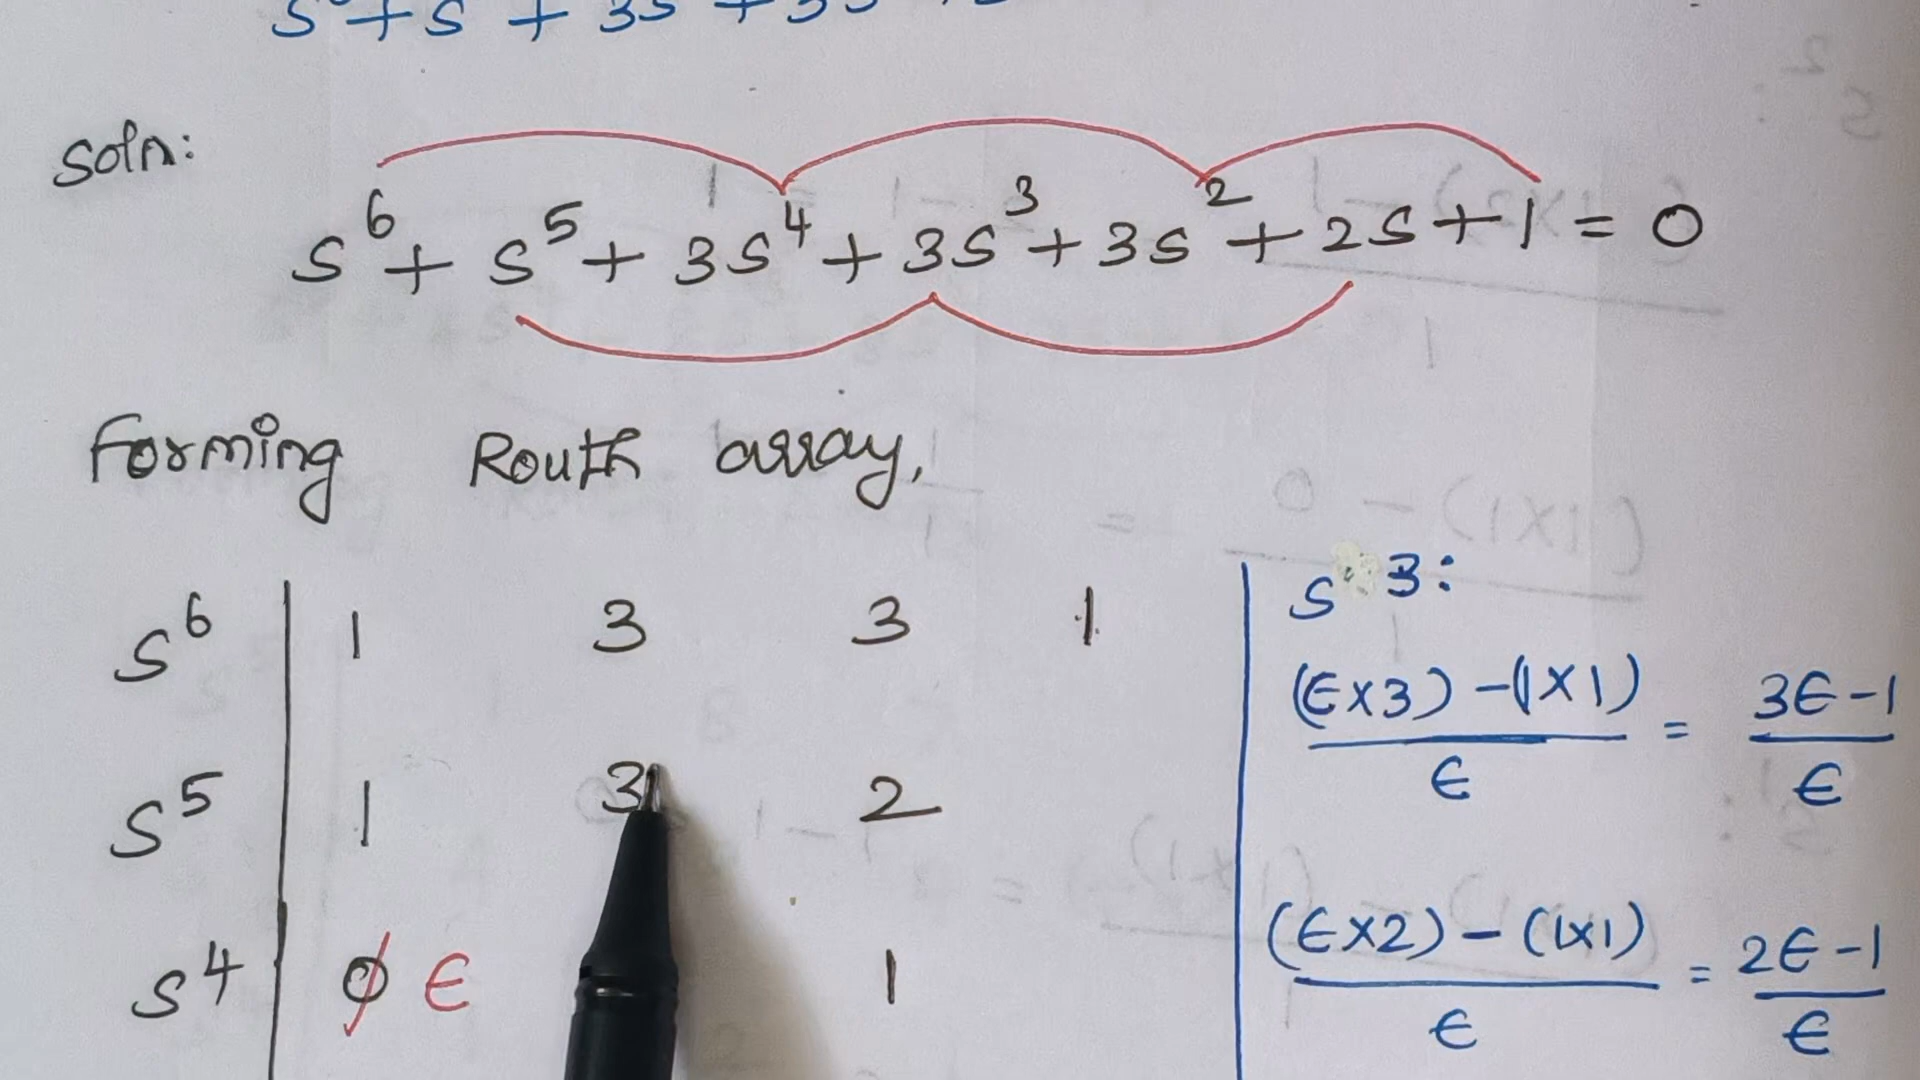 s⁶ + s⁵ + 3s⁴ + 3s³ + 3s² + 2s + 1 = 0
Soln:
Forming Routh array,
s⁶ | 1 3 3 1
s⁵ | 1 3 2
s⁴ | 0 ϵ 1
s³:
(ϵ×3) - (1×1) / ϵ = 3ϵ-1 / ϵ
(ϵ×2) - (1×1) / ϵ = 2ϵ-1 / ϵ